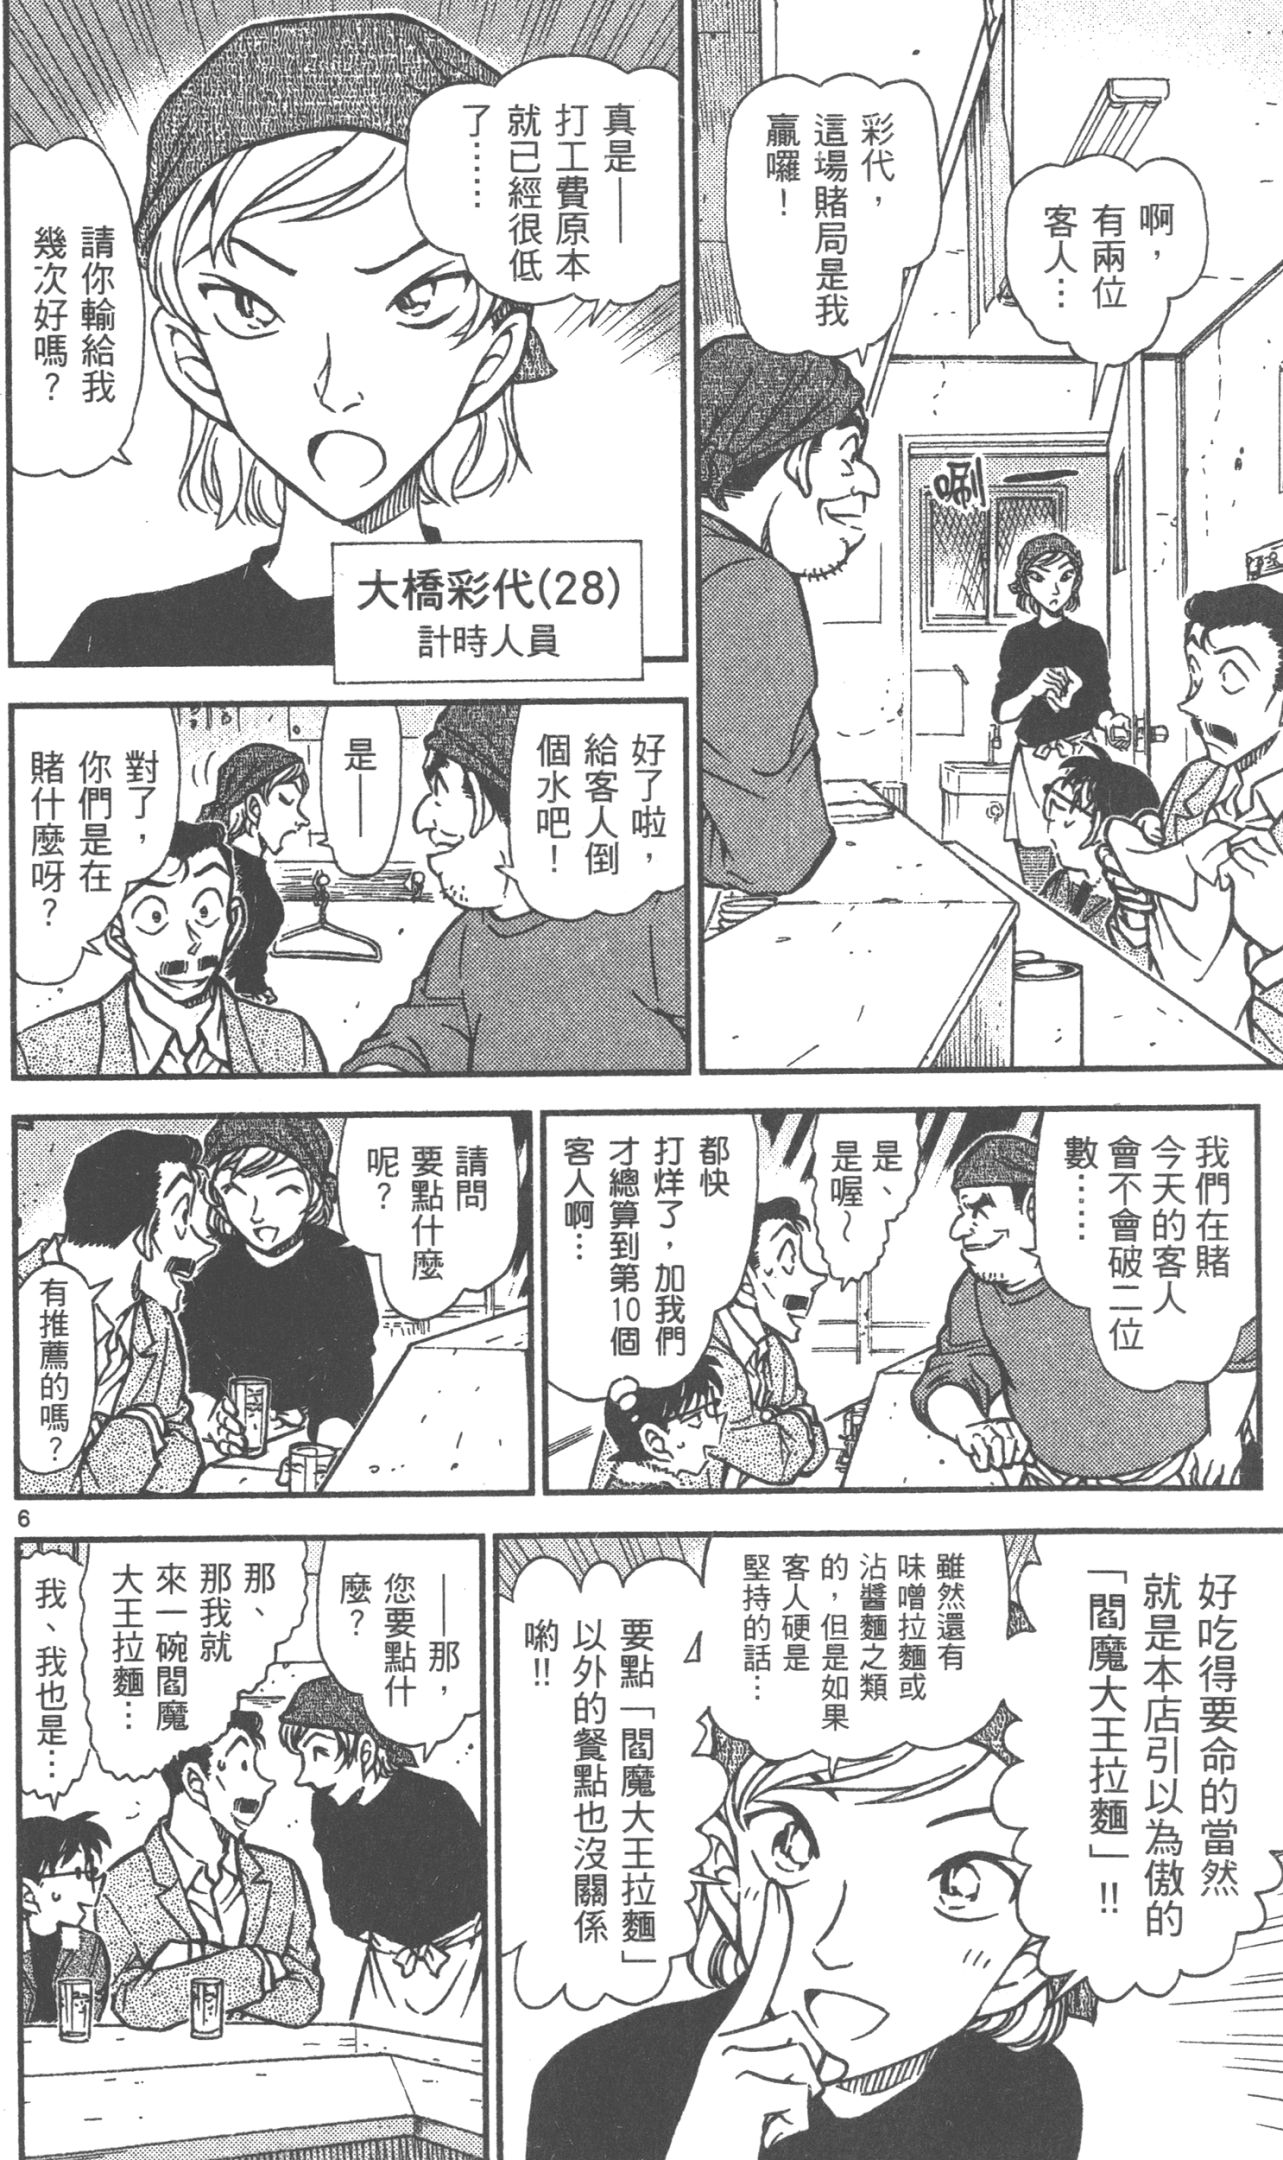 啊，
有兩位
客人…
彩代，
這場賭局是我
贏囉！
唰
真是——
打工費原本
就已經很低
了……
請你輸給我
幾次好嗎？
大橋彩代(28)
計時人員
好了啦，
給客人倒
個水吧！
是——
對了，
你們是在
賭什麼呀？
我們在賭
今天的客人
會不會破二位
數……
是、
是喔～
都快
打烊了，加我們
才總算到第10個
客人啊…
請問
要點什麼
呢？
有推薦的嗎？
6
好吃得要命的當然
就是本店引以為傲的
「閻魔大王拉麵」!!
雖然還有
味噌拉麵或
沾醬麵之類
的，但是如果
客人硬是
堅持的話…
要點「閻魔大王拉麵」
以外的餐點也沒關係
喲!!
——那，
您要點什
麼？
那、
那我就
來一碗閻魔
大王拉麵…
我、我也是…